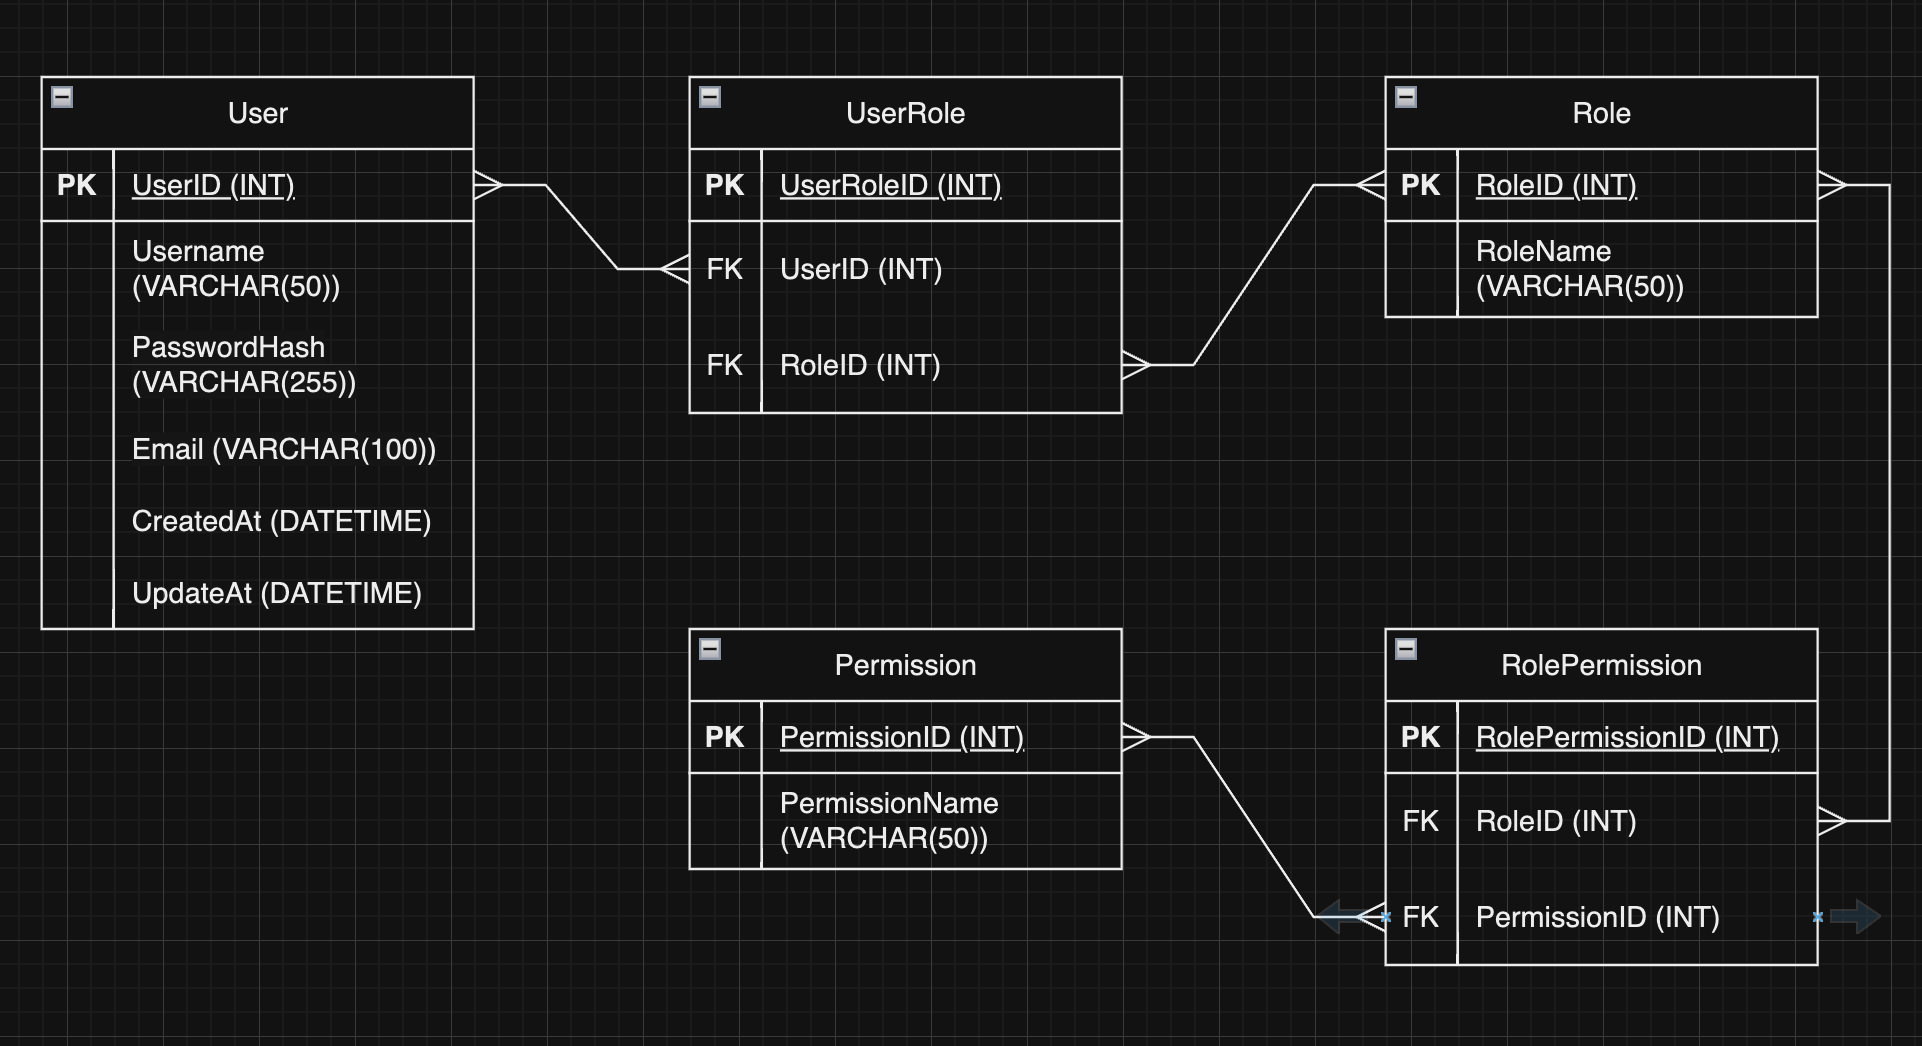 User
PK UserID (INT)
Username
(VARCHAR(50))
PasswordHash
(VARCHAR(255))
Email (VARCHAR(100))
CreatedAt (DATETIME)
UpdateAt (DATETIME)
UserRole
PK UserRoleID (INT)
FK UserID (INT)
FK RoleID (INT)
Role
PK RoleID (INT)
RoleName
(VARCHAR(50))
Permission
PK PermissionID (INT)
PermissionName
(VARCHAR(50))
RolePermission
PK RolePermissionID (INT)
FK RoleID (INT)
FK PermissionID (INT)